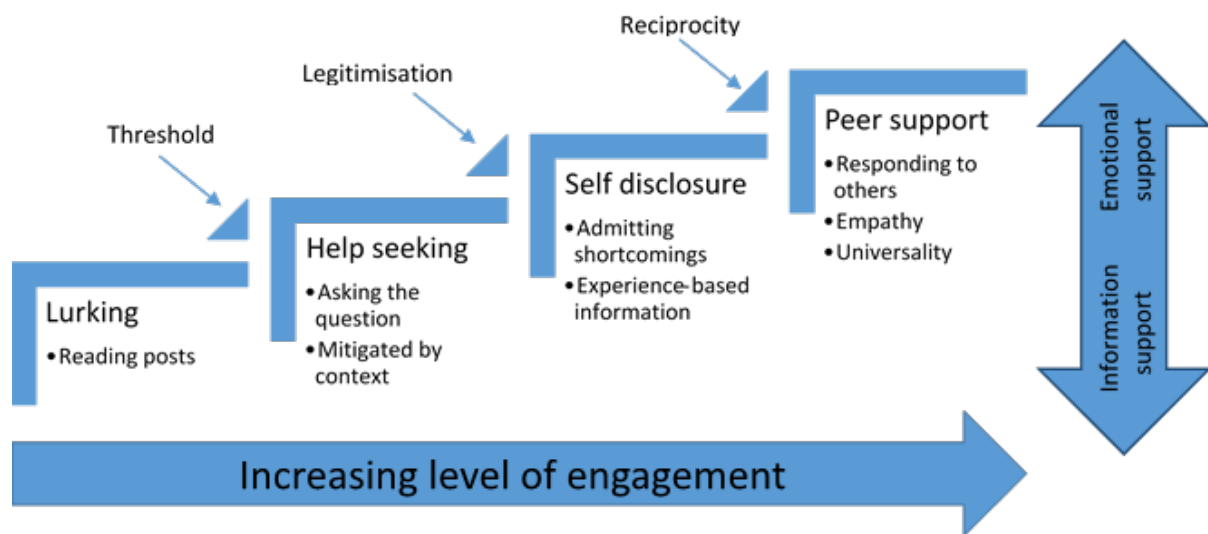 Reciprocity
Legitimisation
Threshold
Lurking
•Reading posts
Help seeking
•Asking the
question
•Mitigated by
context
Self disclosure
•Admitting
shortcomings
•Experience-based
information
Peer support
•Responding to
others
•Empathy
•Universality
Emotional
support
Information
support
Increasing level of engagement